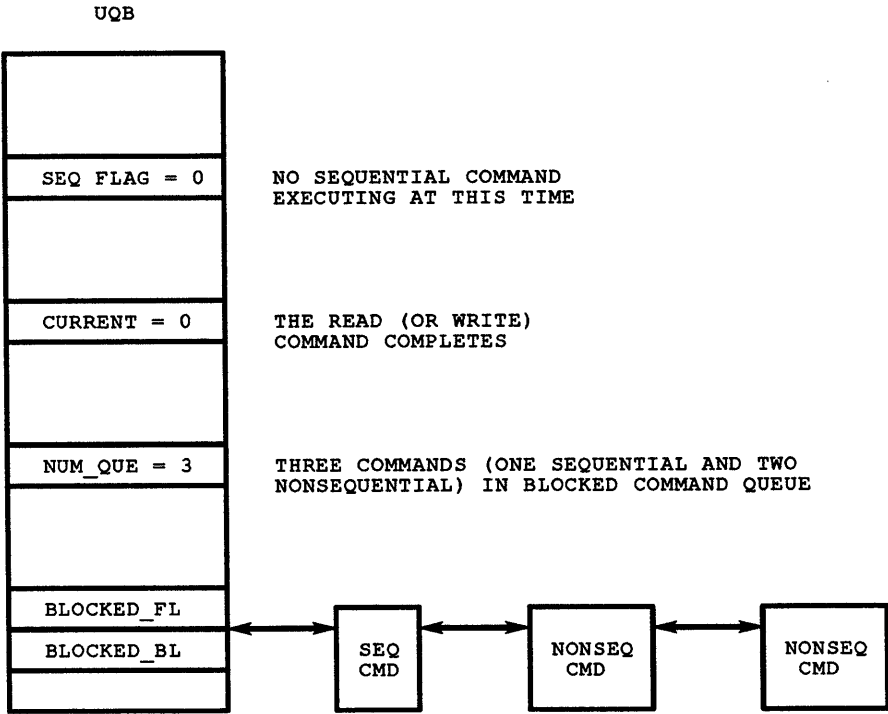 UQB
SEQ FLAG = 0
NO SEQUENTIAL COMMAND
EXECUTING AT THIS TIME
CURRENT = 0
THE READ (OR WRITE)
COMMAND COMPLETES
NUM_QUE = 3
THREE COMMANDS (ONE SEQUENTIAL AND TWO
NONSEQUENTIAL) IN BLOCKED COMMAND QUEUE
BLOCKED_FL
BLOCKED_BL
SEQ
CMD
NONSEQ
CMD
NONSEQ
CMD